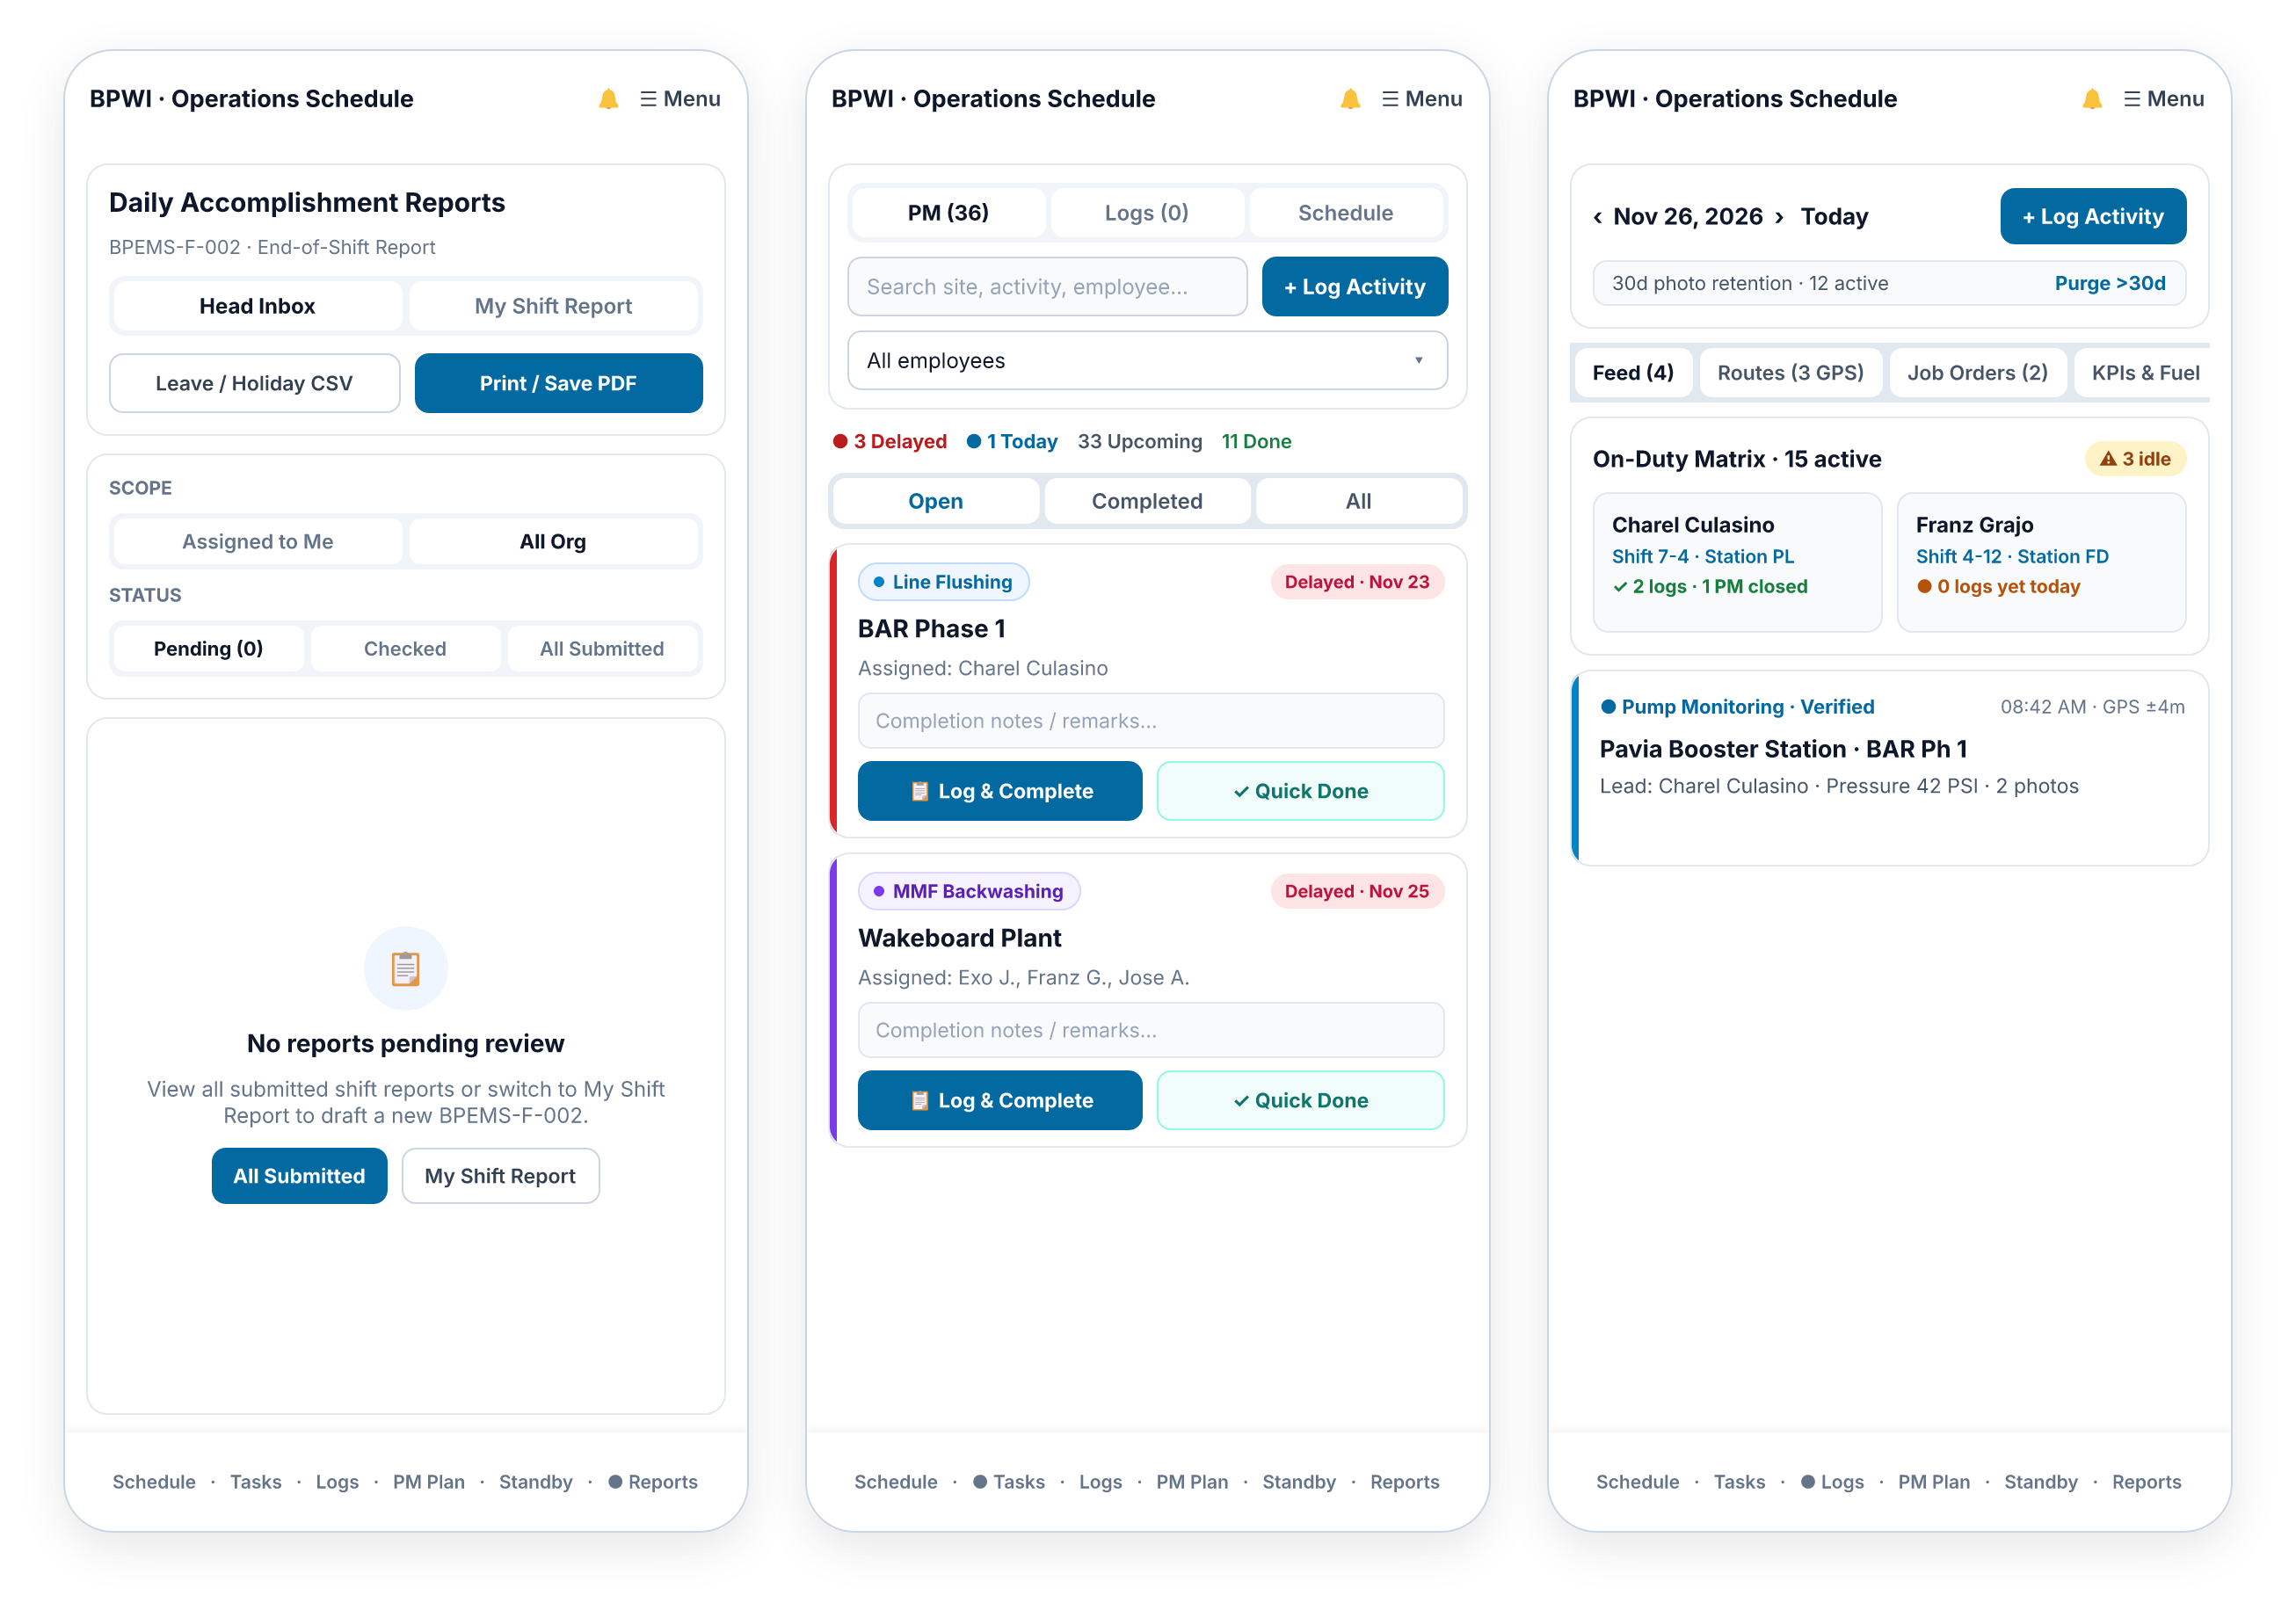 BPWI · Operations Schedule
🔔 ☰ Menu
Daily Accomplishment Reports
BPEMS-F-002 · End-of-Shift Report
Head Inbox
My Shift Report
Leave / Holiday CSV
Print / Save PDF
SCOPE
Assigned to Me
All Org
STATUS
Pending (0)
Checked
All Submitted
📋
No reports pending review
View all submitted shift reports or switch to My Shift
Report to draft a new BPEMS-F-002.
All Submitted
My Shift Report
Schedule · Tasks · Logs · PM Plan · Standby · ● Reports
BPWI · Operations Schedule
🔔 ☰ Menu
PM (36)
Logs (0)
Schedule
Search site, activity, employee...
+ Log Activity
All employees ▾
● 3 Delayed ● 1 Today 33 Upcoming 11 Done
Open
Completed
All
● Line Flushing
Delayed · Nov 23
BAR Phase 1
Assigned: Charel Culasino
Completion notes / remarks...
📋 Log & Complete
✓ Quick Done
● MMF Backwashing
Delayed · Nov 25
Wakeboard Plant
Assigned: Exo J., Franz G., Jose A.
Completion notes / remarks...
📋 Log & Complete
✓ Quick Done
Schedule · ● Tasks · Logs · PM Plan · Standby · Reports
BPWI · Operations Schedule
🔔 ☰ Menu
‹ Nov 26, 2026 › Today
+ Log Activity
30d photo retention · 12 active
Purge >30d
Feed (4)
Routes (3 GPS)
Job Orders (2)
KPIs & Fuel
On-Duty Matrix · 15 active
⚠ 3 idle
Charel Culasino
Shift 7-4 · Station PL
✓ 2 logs · 1 PM closed
Franz Grajo
Shift 4-12 · Station FD
● 0 logs yet today
● Pump Monitoring · Verified
08:42 AM · GPS ±4m
Pavia Booster Station · BAR Ph 1
Lead: Charel Culasino · Pressure 42 PSI · 2 photos
Schedule · Tasks · ● Logs · PM Plan · Standby · Reports